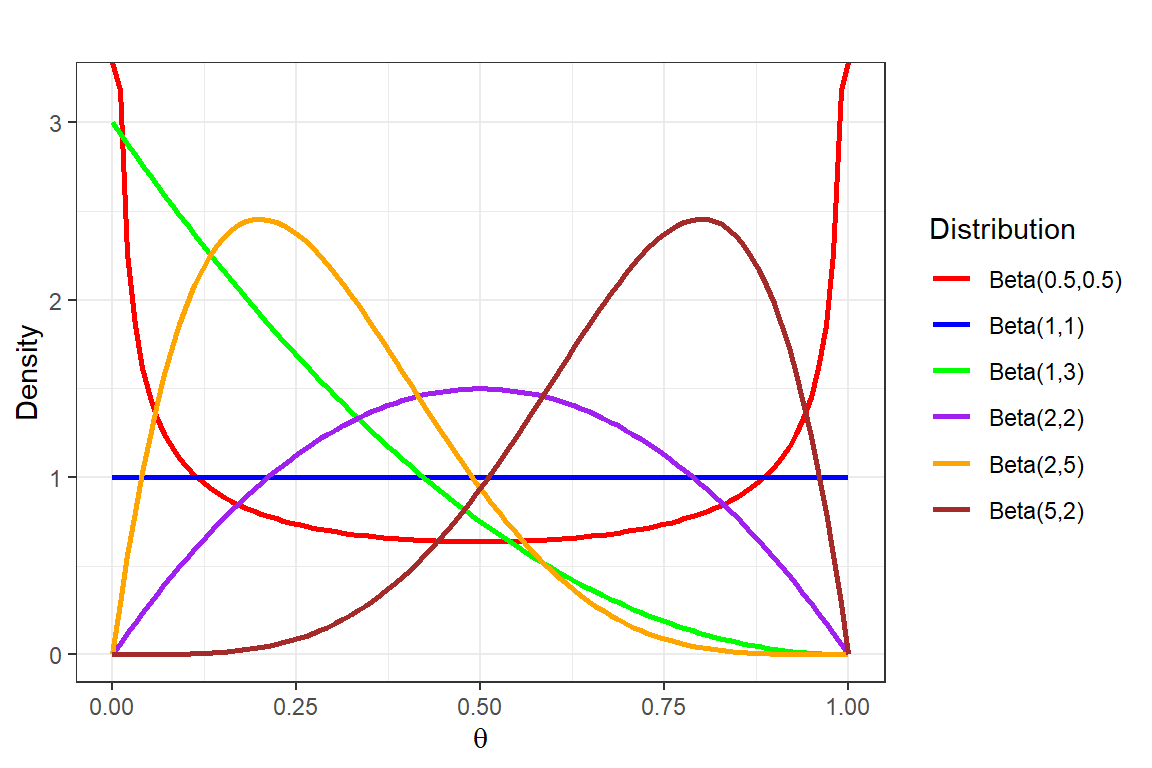 Density
3
2
1
0
0.00 0.25 0.50 0.75 1.00
θ
Distribution
Beta(0.5,0.5)
Beta(1,1)
Beta(1,3)
Beta(2,2)
Beta(2,5)
Beta(5,2)